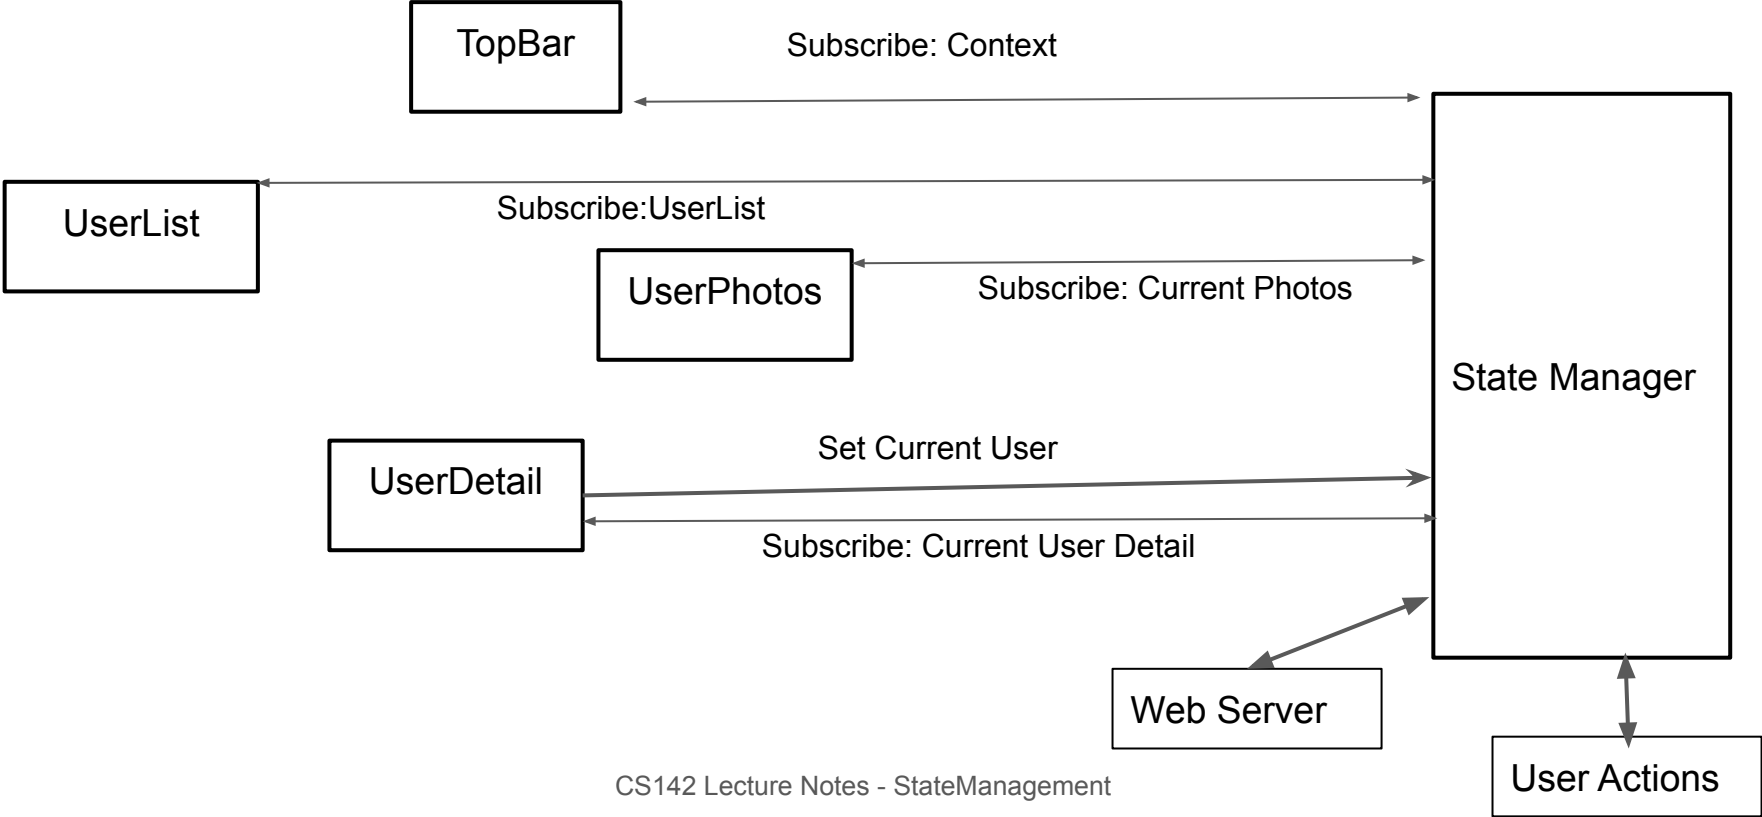 TopBar
Subscribe: Context
UserList
Subscribe:UserList
UserPhotos
Subscribe: Current Photos
State Manager
Set Current User
UserDetail
Subscribe: Current User Detail
Web Server
User Actions
CS142 Lecture Notes - StateManagement